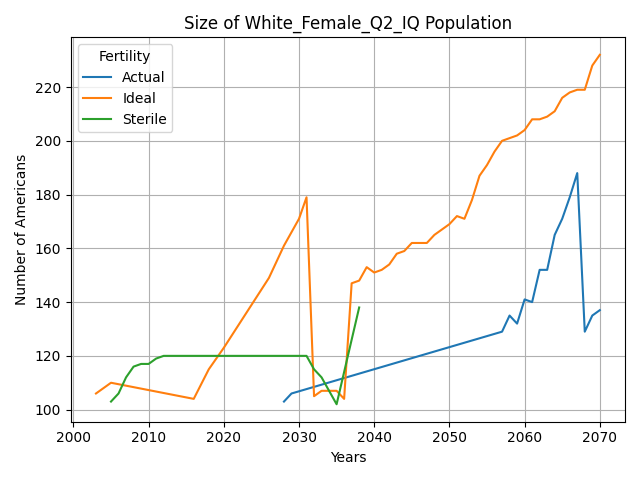 Size of White_Female_Q2_IQ Population
Fertility
Actual
Ideal
Sterile
Number of Americans
220
200
180
160
140
120
100
2000 2010 2020 2030 2040 2050 2060 2070
Years